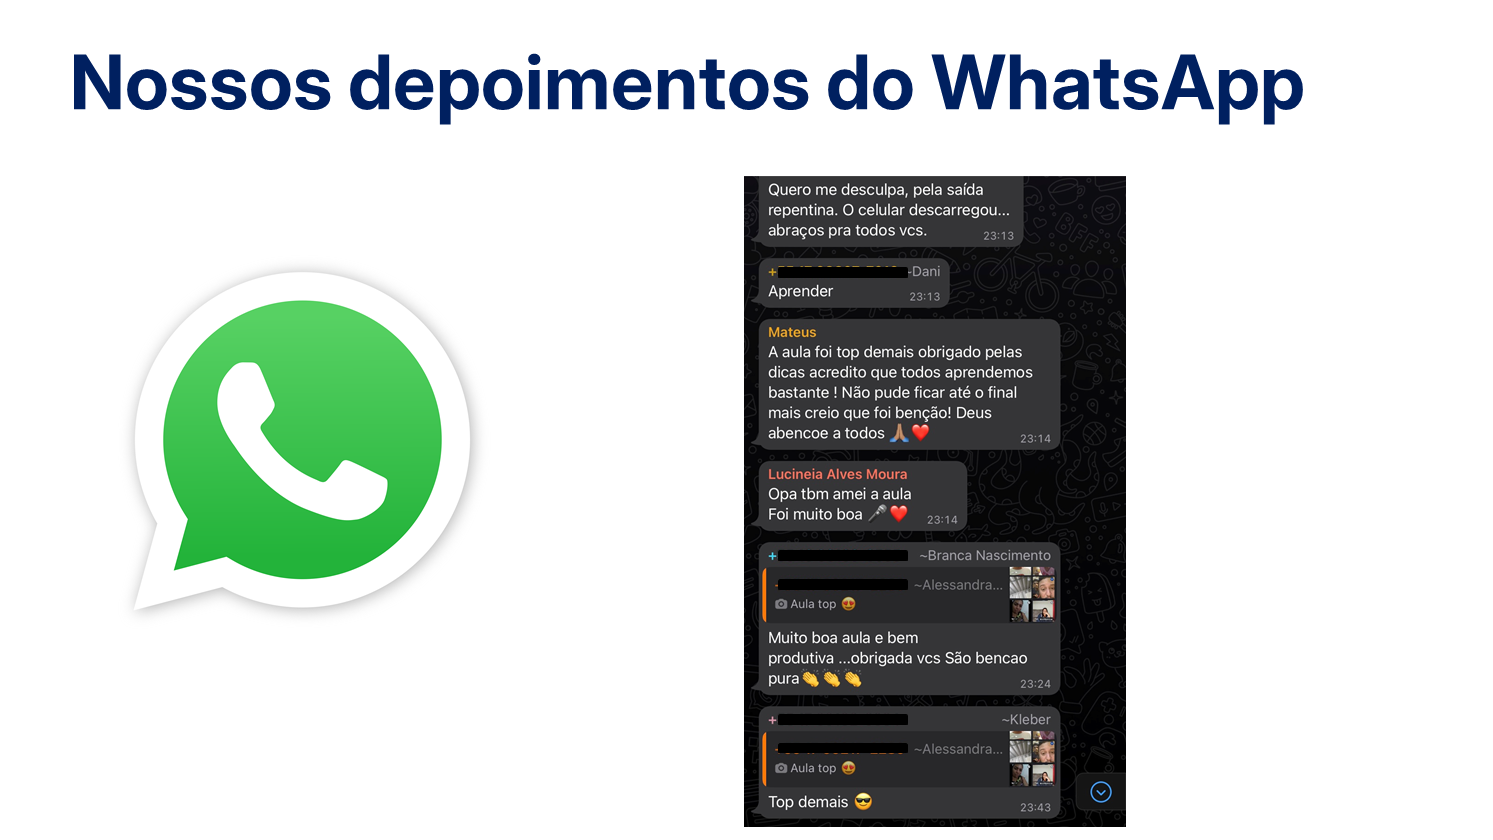 Nossos depoimentos do WhatsApp
Quero me desculpa, pela saída
repentina. O celular descarregou...
abraços pra todos vcs.
23:13
+ ~Dani
Aprender
23:13
Mateus
A aula foi top demais obrigado pelas
dicas acredito que todos aprendemos
bastante ! Não pude ficar até o final
mais creio que foi benção! Deus
abencoe a todos 🙏🏽❤️
23:14
Lucineia Alves Moura
Opa tbm amei a aula
Foi muito boa 🎤❤️
23:14
+ ~Branca Nascimento
~Alessandra...
Aula top 😍
Muito boa aula e bem
produtiva ...obrigada vcs São bencao
pura👏👏👏
23:24
+ ~Kleber
~Alessandra...
Aula top 😍
Top demais 😎
23:43